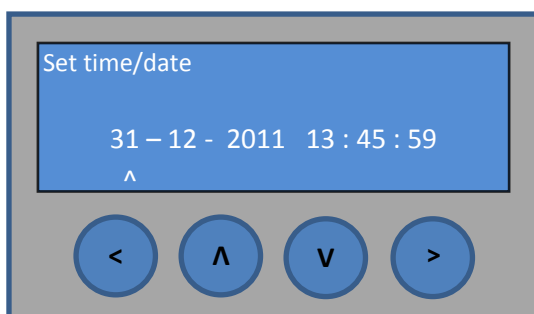 Set time/date
31 – 12 - 2011 13 : 45 : 59
^
< Λ V >